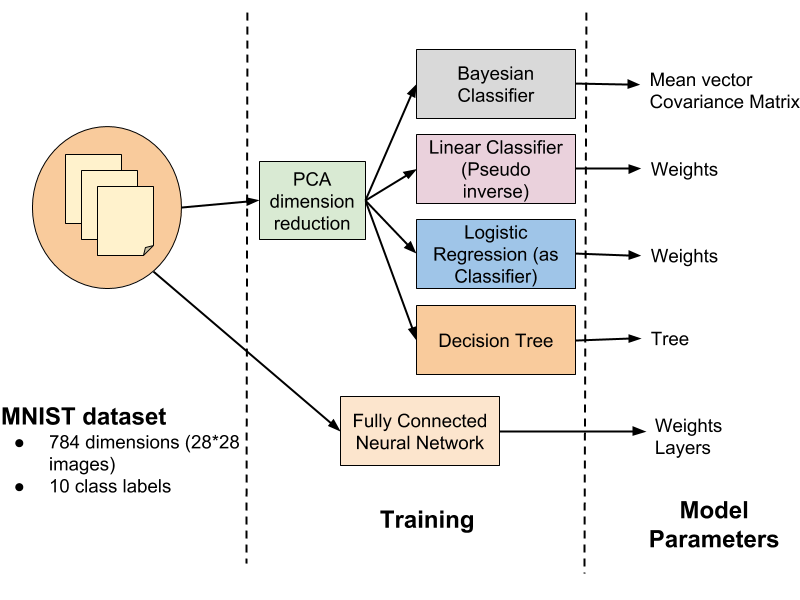 Bayesian
Classifier
Mean vector
Covariance Matrix
Linear Classifier
(Pseudo
inverse)
Weights
PCA
dimension
reduction
Logistic
Regression (as
Classifier)
Weights
Decision Tree
Tree
MNIST dataset
● 784 dimensions (28*28
images)
● 10 class labels
Fully Connected
Neural Network
Weights
Layers
Training
Model
Parameters